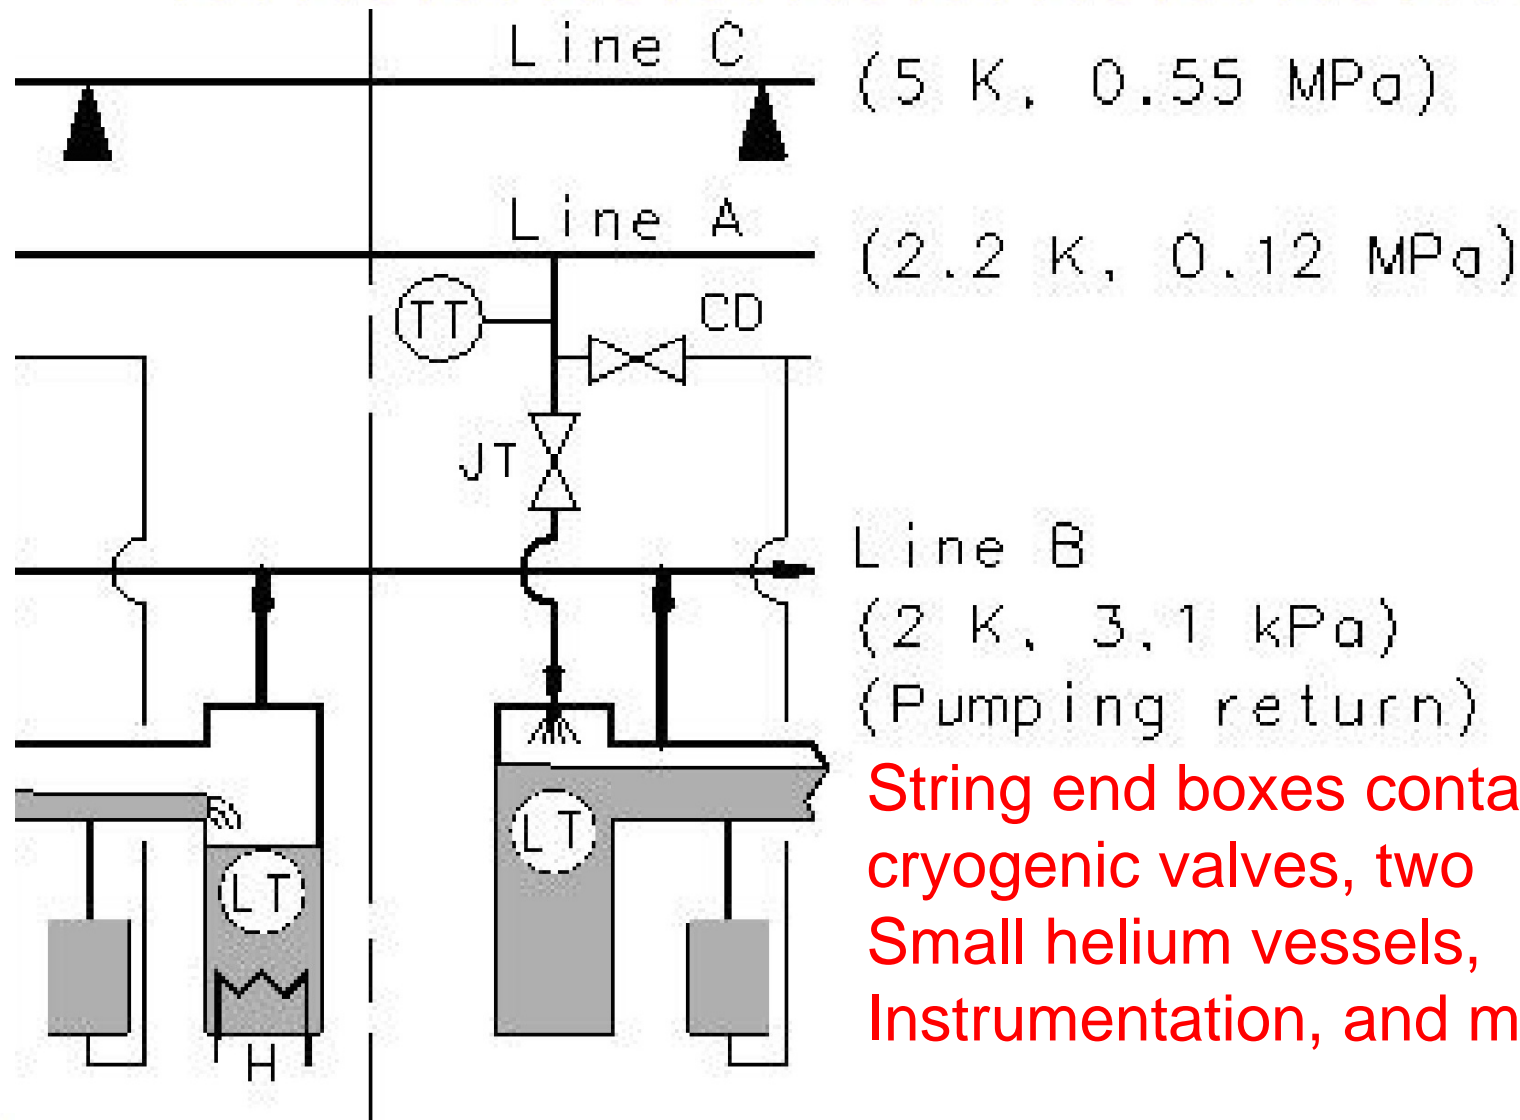 Line C
(5 K, 0.55 MPa)
Line A
(2.2 K, 0.12 MPa)
TT
CD
JT
Line B
(2 K, 3.1 kPa)
(Pumping return)
LT
LT
H
String end boxes conta
cryogenic valves, two
Small helium vessels,
Instrumentation, and m